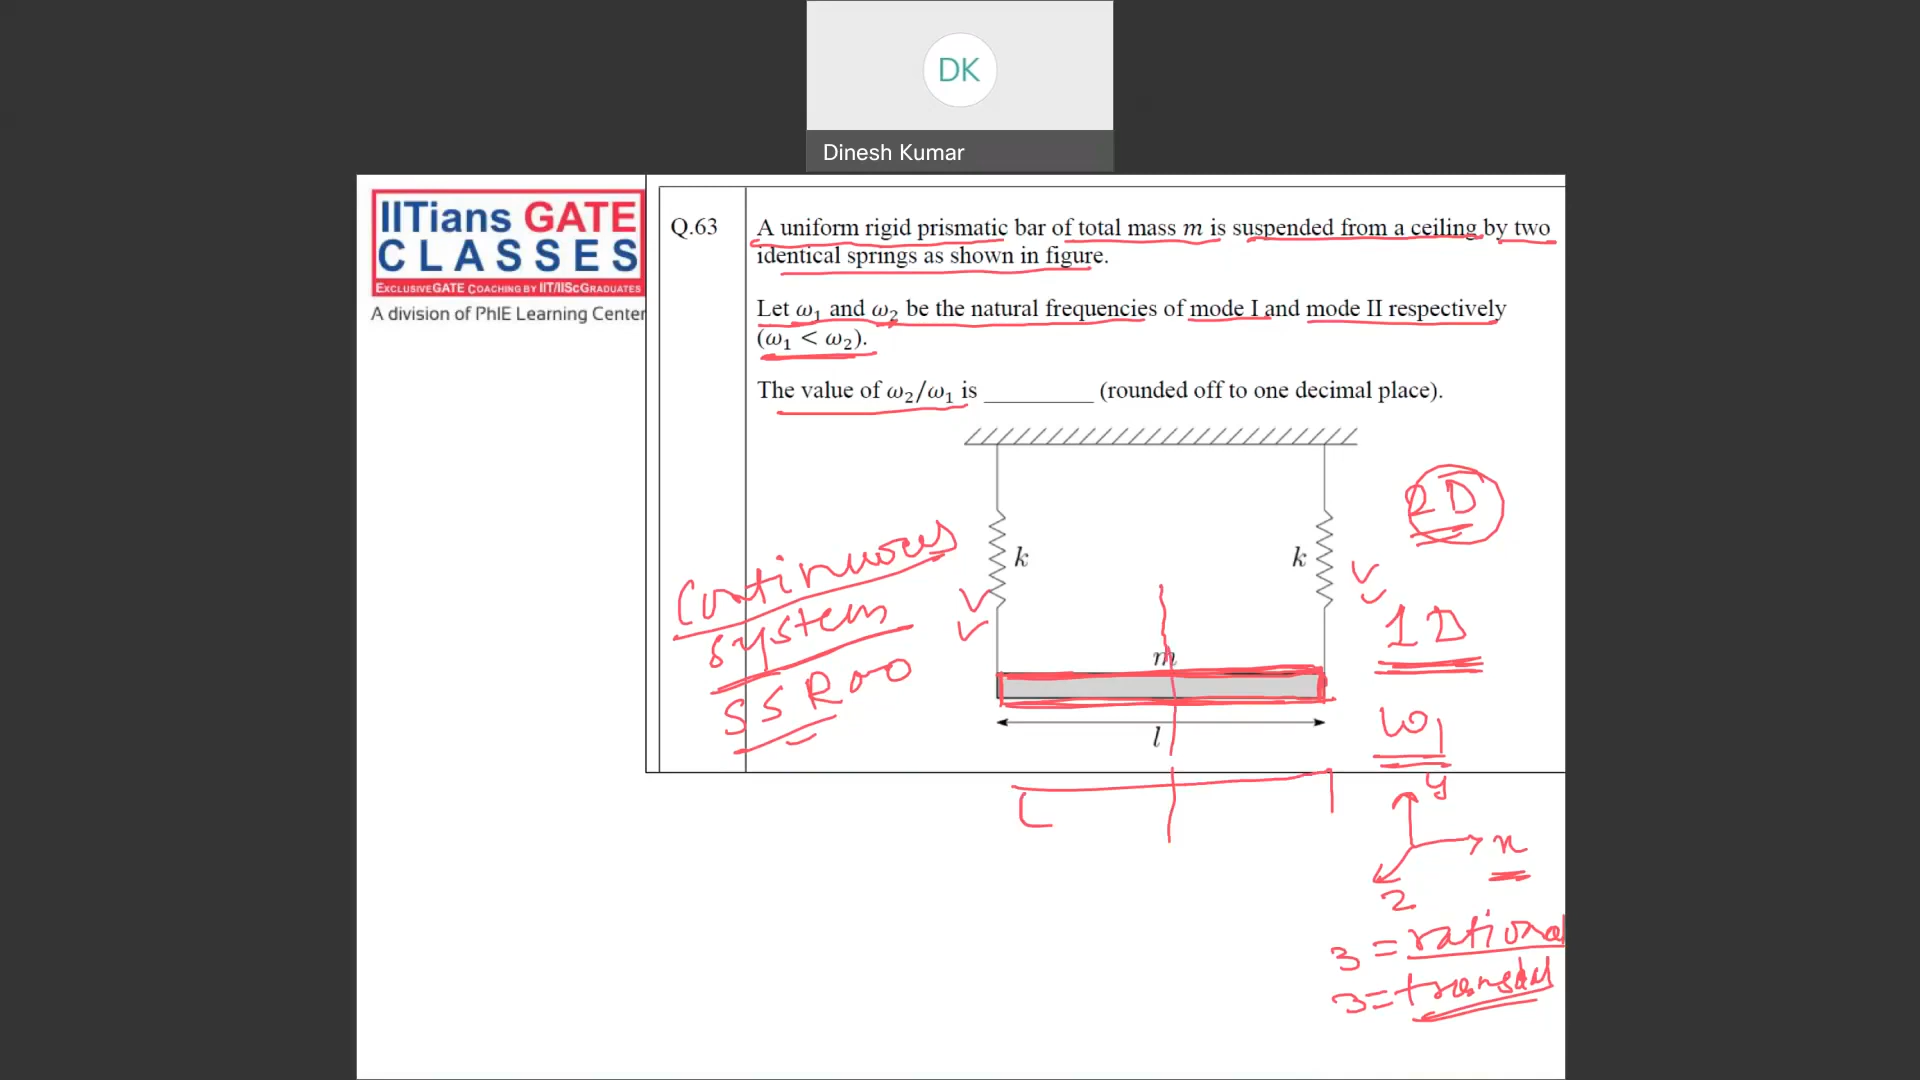 DK
Dinesh Kumar
IITians GATE
CLASSES
EXCLUSIVE GATE COACHING BY IIT/IISc GRADUATES
A division of PhIE Learning Center
Q.63
A uniform rigid prismatic bar of total mass m is suspended from a ceiling by two
identical springs as shown in figure.
Let ω₁ and ω₂ be the natural frequencies of mode I and mode II respectively
(ω₁ < ω₂).
The value of ω₂/ω₁ is ________ (rounded off to one decimal place).
k
k
m
l
Continuous
system
SS Rao
2D
1D
ω₁
y
x
z
3 =
3 =